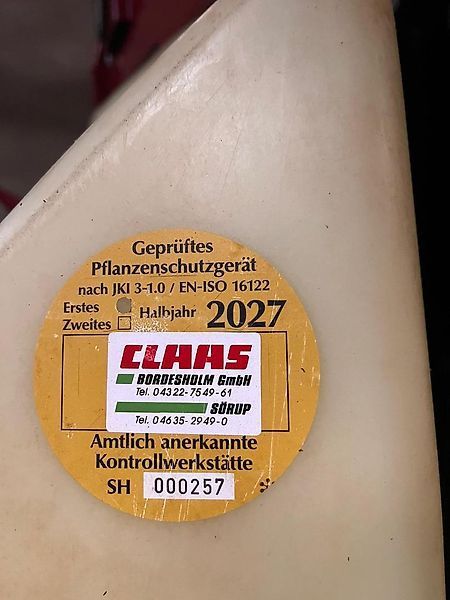 Geprüftes
Pflanzenschutzgerät
nach JKI 3-1.0 / EN-ISO 16122
Erstes
Zweites
Halbjahr 2027
CLAAS
BORDESHOLM GmbH
Tel. 04322-7549-61
SÖRUP
Tel. 04635-2949-0
Amtlich anerkannte
Kontrollwerkstätte
SH 000257 *